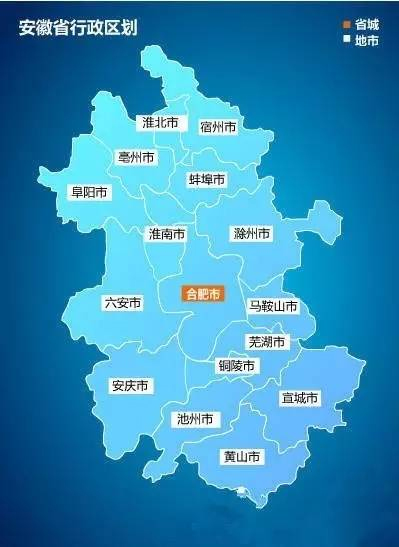 安徽省行政区划
省城
地市
淮北市
宿州市
亳州市
蚌埠市
阜阳市
淮南市
滁州市
六安市
合肥市
马鞍山市
芜湖市
铜陵市
安庆市
宣城市
池州市
黄山市